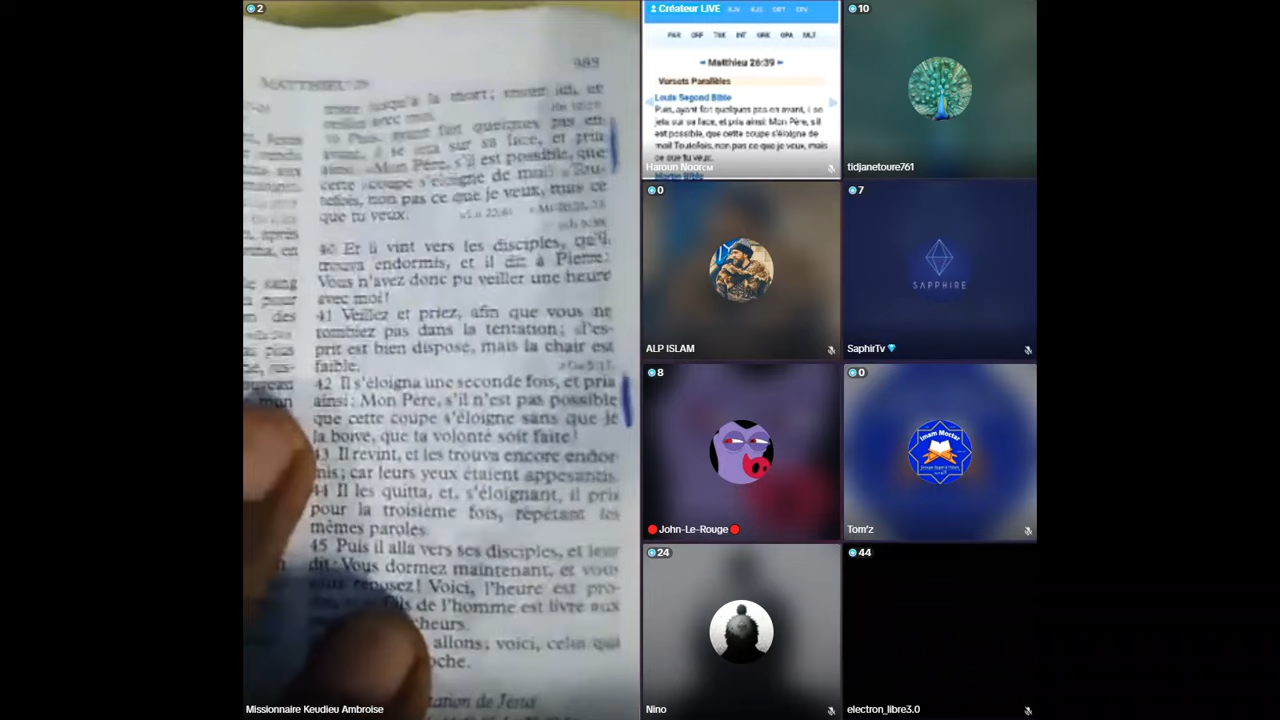 2
985
MATTHIEU 26
mort; ici, et
veiller avec moi.
Puis, ayant fait quelques pas en
avant, il se jeta sur sa face, et pria
ainsi: Mon Père, s'il est possible, que
cette coupe s'éloigne de moi! Tou-
tefois, non pas ce que je veux, mais ce
que tu veux.
40 Et il vint vers les disciples, qu'il
trouva endormis, et il dit à Pierre:
Vous n'avez donc pu veiller une heure
avec moi!
41 Veillez et priez, afin que vous ne
tombiez pas dans la tentation; l'es-
prit est bien disposé, mais la chair est
faible.
42 Il s'éloigna une seconde fois, et pria
ainsi: Mon Père, s'il n'est pas possible
que cette coupe s'éloigne sans que je
la boive, que ta volonté soit faite!
43 Il revint, et les trouva encore endor-
mis; car leurs yeux étaient appesantis.
44 Il les quitta, et, s'éloignant, il pria
pour la troisième fois, répétant les
mêmes paroles.
45 Puis il alla vers ses disciples, et leur
dit: Vous dormez maintenant, et vous
vous reposez! Voici, l'heure est pro-
fils de l'homme est livré aux
cheurs.
allons; voici, celui qui
oche.
tation de Jésus
Missionnaire Keudieu Ambroise
Créateur LIVE
Matthieu 26:39
Versets Parallèles
Louis Segond Bible
Puis, ayant fait quelques pas en avant, il se
jeta sur sa face, et pria ainsi: Mon Père, s'il
est possible, que cette coupe s'éloigne de
moi! Toutefois, non pas ce que je veux, mais
ce que tu veux.
Martin Bible
Haroun Noor
10
tidjanetoure761
0
ALP ISLAM
7
SAPPHIRE
SaphirTv
8
John-Le-Rouge
0
Imam Moctar
Tom'z
24
Nino
44
electron_libre3.0